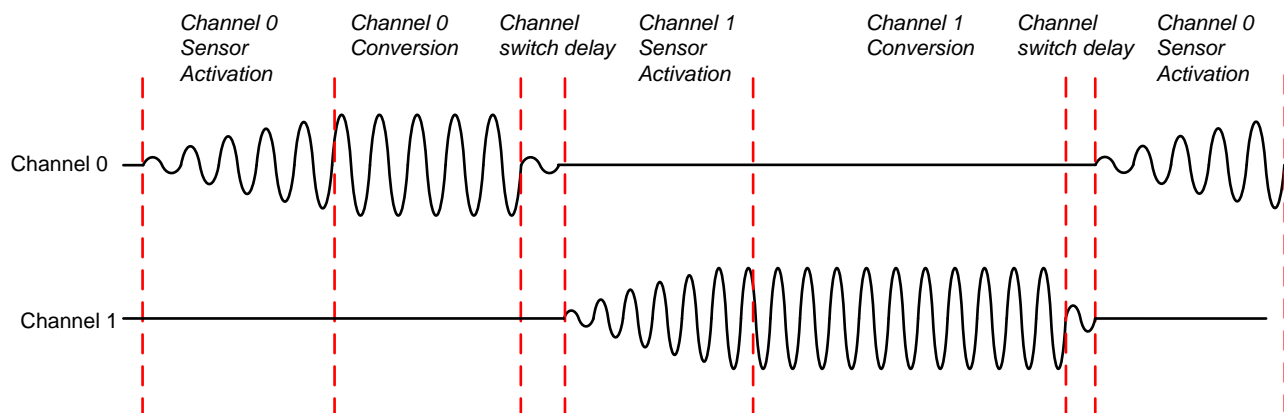 Channel 0
Sensor
Activation
Channel 0
Conversion
Channel
switch delay
Channel 1
Sensor
Activation
Channel 1
Conversion
Channel
switch delay
Channel 0
Sensor
Activation
Channel 0
Channel 1